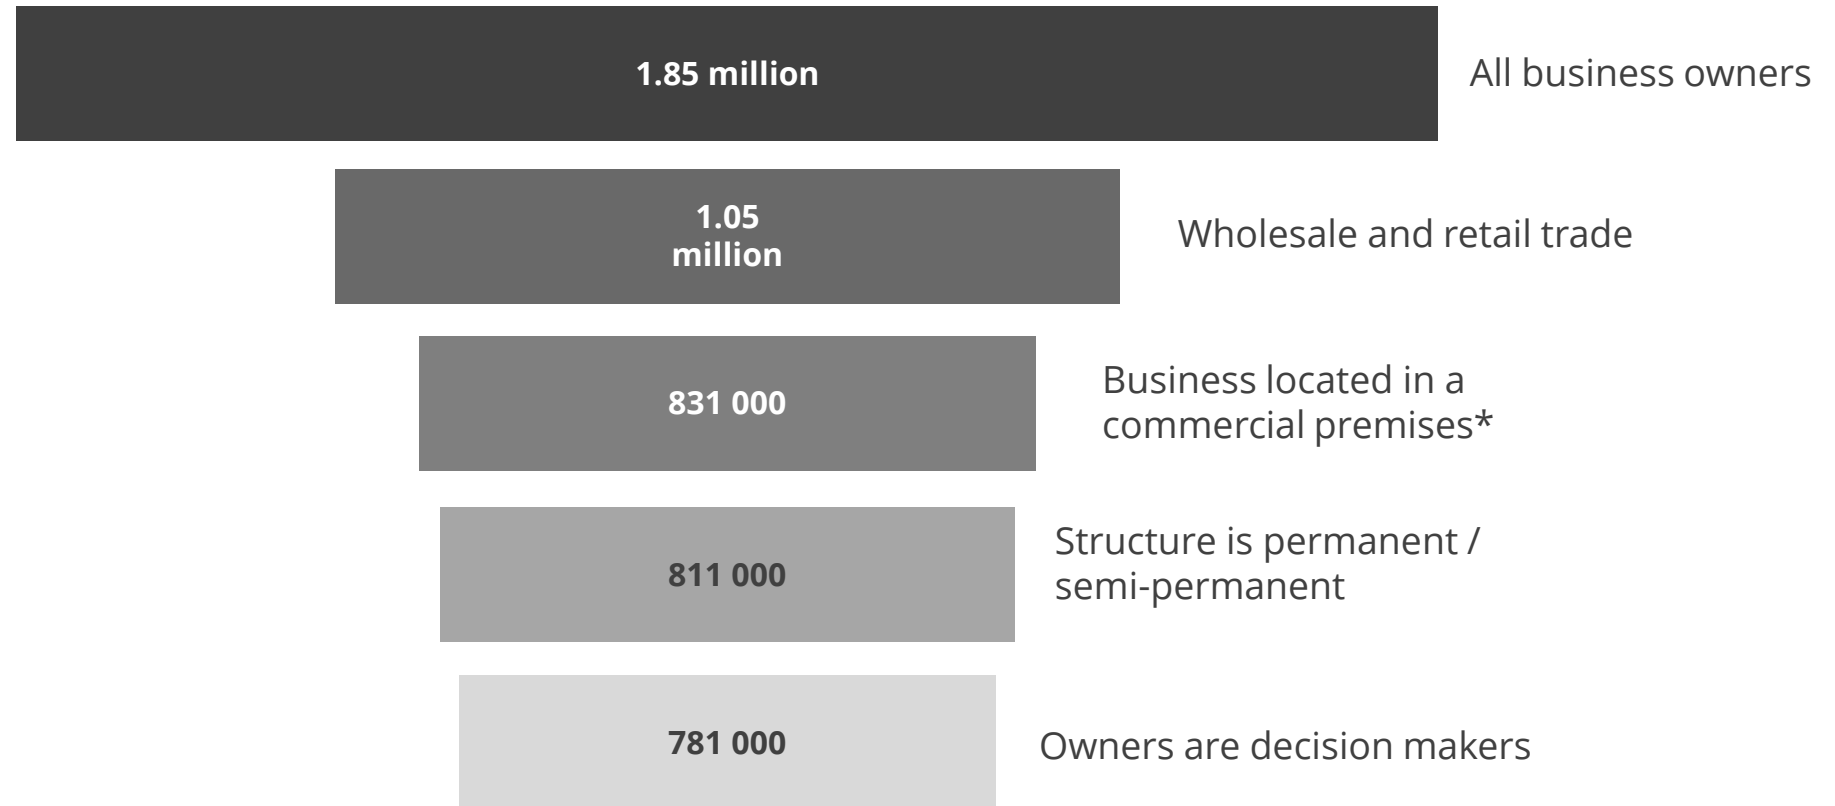 1.85 million
All business owners
1.05
million
Wholesale and retail trade
831 000
Business located in a
commercial premises*
811 000
Structure is permanent /
semi-permanent
781 000
Owners are decision makers